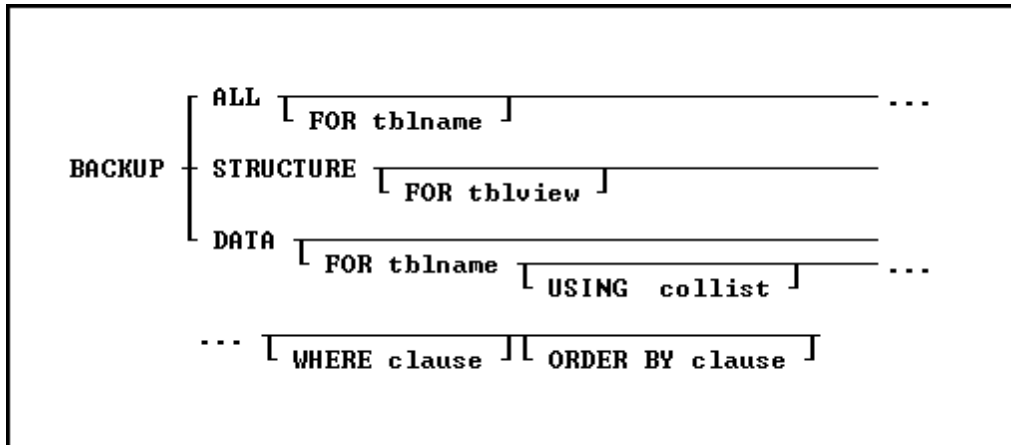 ALL ...
FOR tblname
BACKUP STRUCTURE
FOR tblview
DATA
FOR tblname ...
USING collist
...
WHERE clause ORDER BY clause